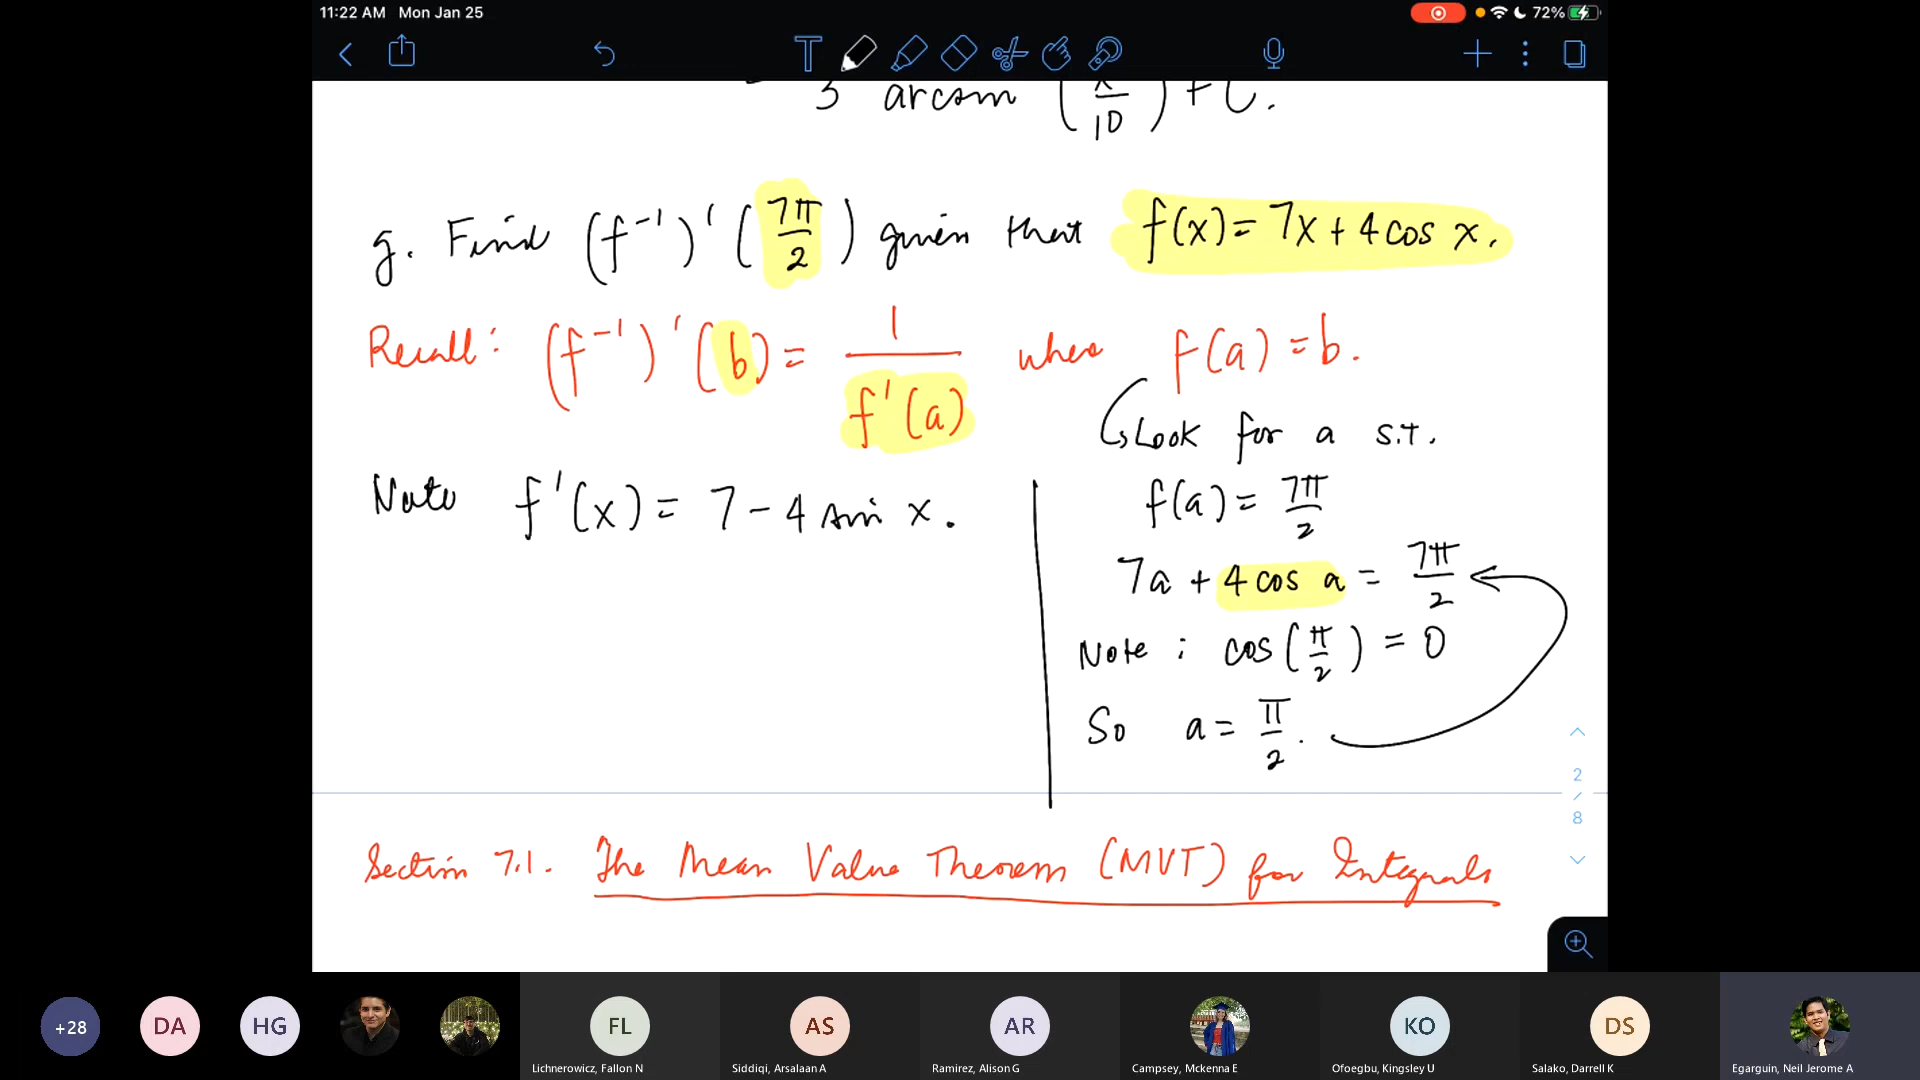 11:22 AM Mon Jan 25
72%
3 arcsin (x/10) + C.
g. Find (f⁻¹)' (7π/2) given that f(x) = 7x + 4 cos x.
Recall: (f⁻¹)' (b) = 1/f'(a) where f(a) = b.
Look for a s.t.
Note f'(x) = 7 - 4 sin x.
f(a) = 7π/2
7a + 4 cos a = 7π/2
Note : cos(π/2) = 0
So a = π/2.
2
/
8
Section 7.1. The Mean Value Theorem (MVT) for Integrals
+28
DA
HG
FL
AS
AR
KO
DS
Lichnerowicz, Fallon N
Siddiqi, Arsalaan A
Ramirez, Alison G
Campsey, Mckenna E
Ofoegbu, Kingsley U
Salako, Darrell K
Egarguin, Neil Jerome A